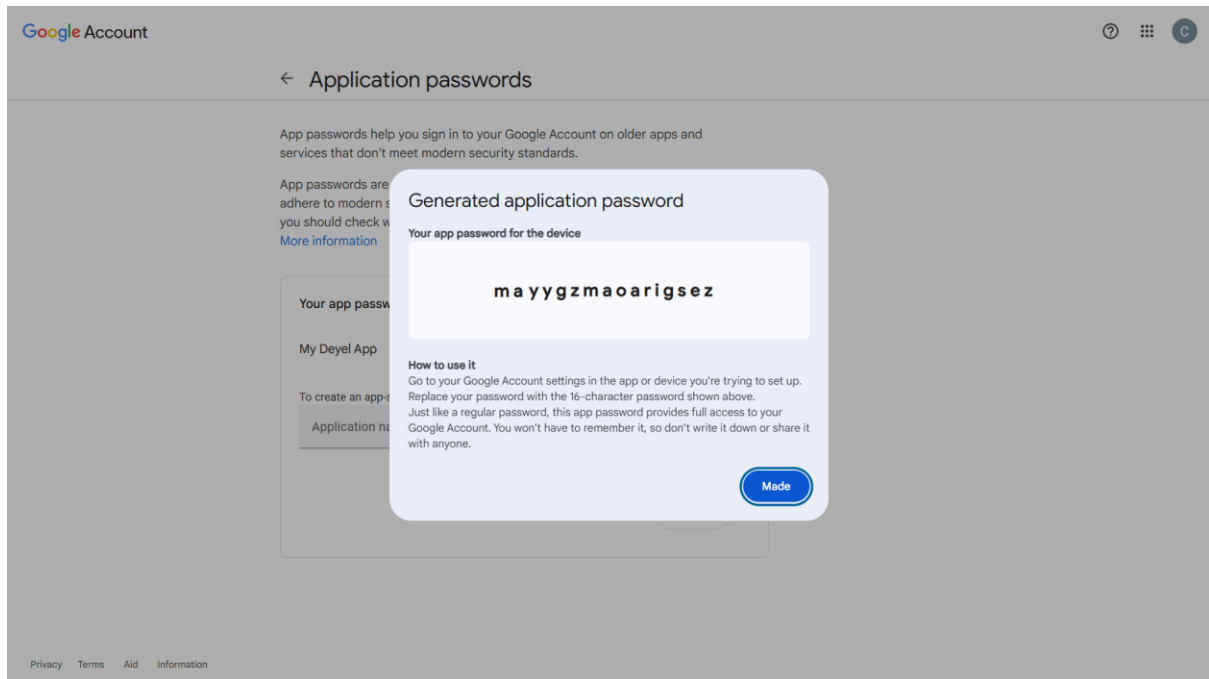 Google Account
C
Application passwords
App passwords help you sign in to your Google Account on older apps and
services that don't meet modern security standards.
App passwords are
adhere to modern s
you should check w
More information
Your app passw
My Deyel App
To create an app-s
Application na
Generated application password
Your app password for the device
mayygzmaoarigsez
How to use it
Go to your Google Account settings in the app or device you're trying to set up.
Replace your password with the 16-character password shown above.
Just like a regular password, this app password provides full access to your
Google Account. You won't have to remember it, so don't write it down or share it
with anyone.
Made
Privacy Terms Aid Information